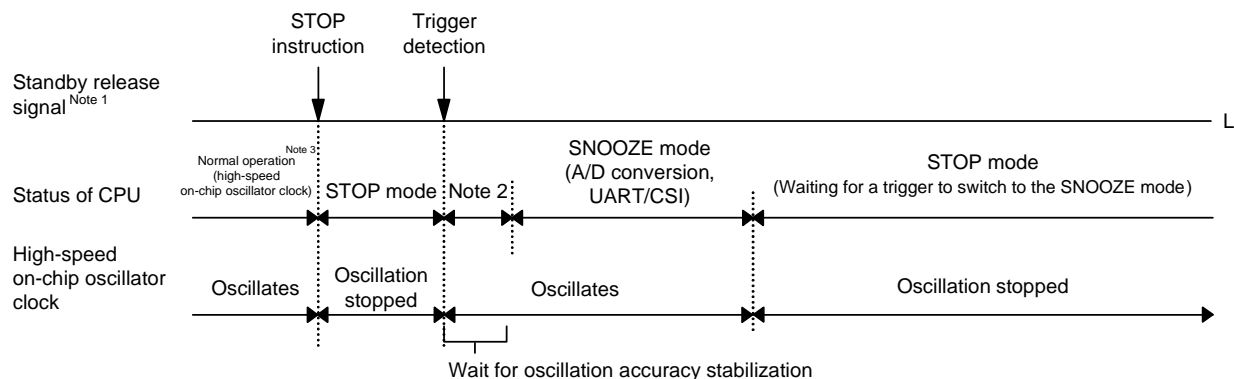 STOP
instruction
Trigger
detection
Standby release
signal Note 1
L
Status of CPU
Normal operation Note 3
(high-speed
on-chip oscillator clock)
STOP mode
Note 2
SNOOZE mode
(A/D conversion,
UART/CSI)
STOP mode
(Waiting for a trigger to switch to the SNOOZE mode)
High-speed
on-chip oscillator
clock
Oscillates
Oscillation
stopped
Oscillates
Oscillation stopped
Wait for oscillation accuracy stabilization